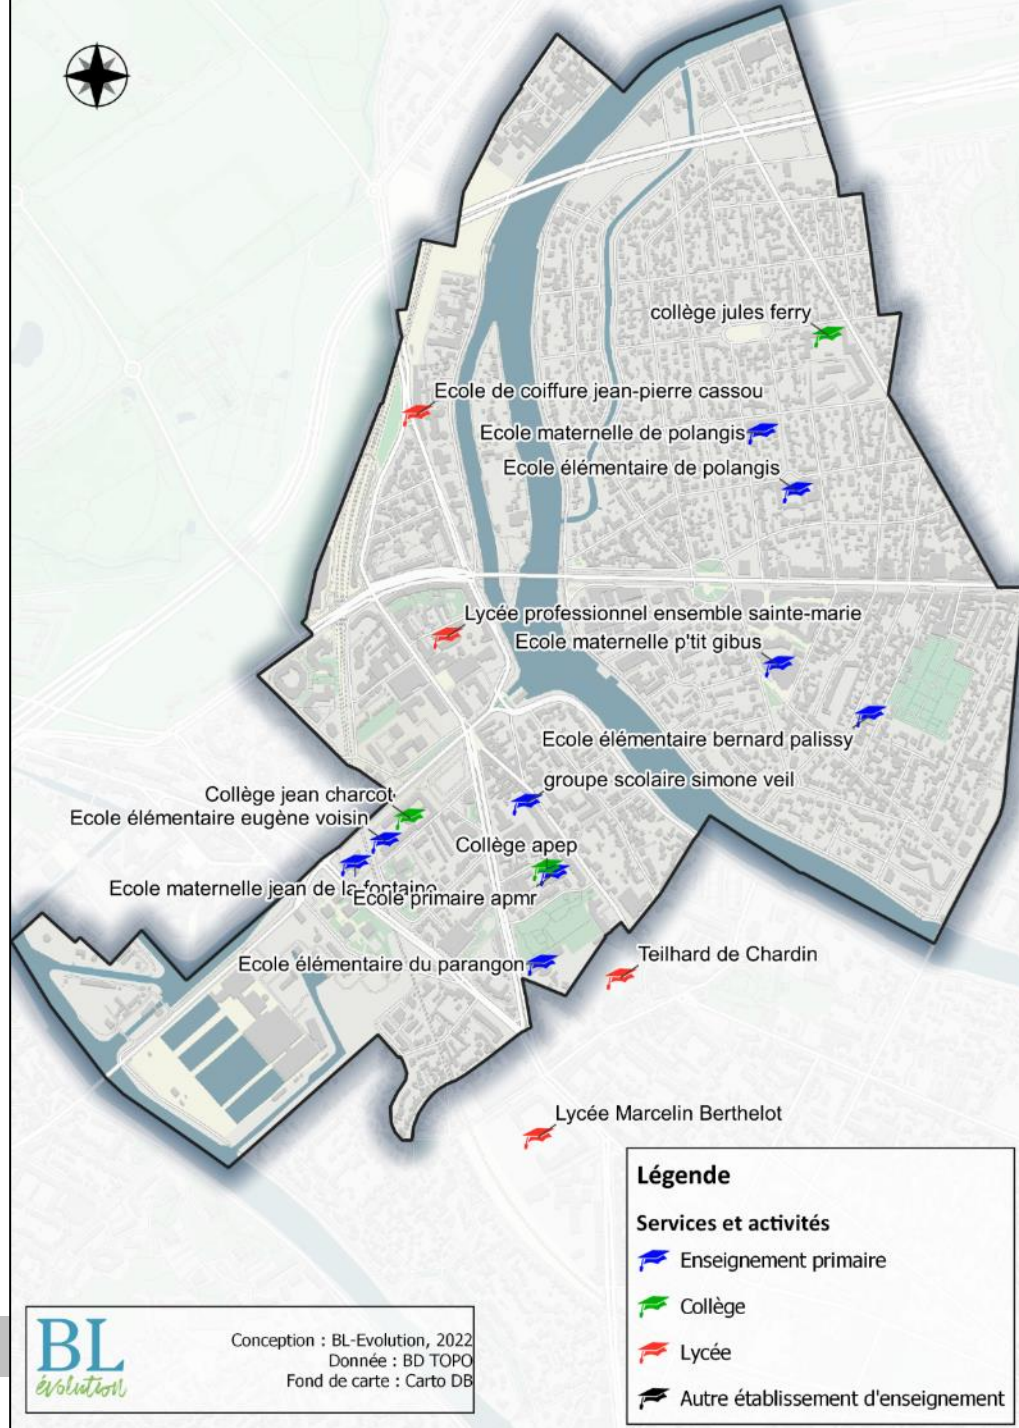 collège jules ferry
Ecole de coiffure jean-pierre cassou
Ecole maternelle de polangis
Ecole élémentaire de polangis
Lycée professionnel ensemble sainte-marie
Ecole maternelle p'tit gibus
Ecole élémentaire bernard palissy
groupe scolaire simone veil
Collège jean charcot
Ecole élémentaire eugène voisin
Collège apep
Ecole maternelle jean de la fontaine
Ecole primaire apmr
Ecole élémentaire du parangon
Teilhard de Chardin
Lycée Marcelin Berthelot
Légende
Services et activités
Enseignement primaire
Collège
Lycée
Autre établissement d'enseignement
BL
évolution
Conception : BL-Evolution, 2022
Donnée : BD TOPO
Fond de carte : Carto DB